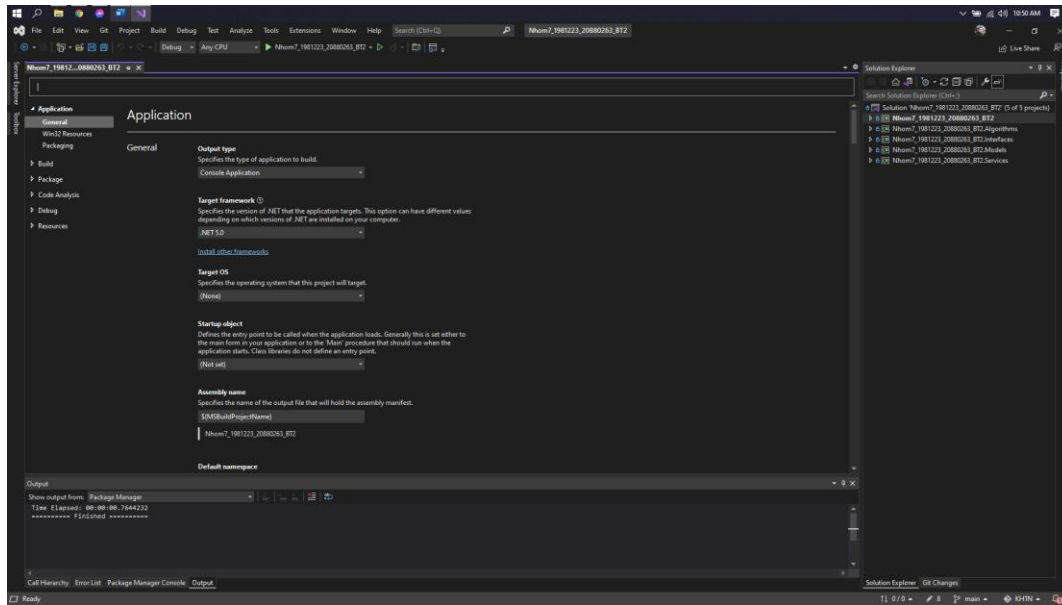 10:50 AM
File Edit View Git Project Build Debug Test Analyze Tools Extensions Window Help Search (Ctrl+Q) Nhom7_1981223_20880263_BT2
Debug Any CPU Nhom7_1981223_20880263_BT2 Live Share
Server Explorer
Toolbox
Nhom7_19812...0880263_BT2
Application
General
Win32 Resources
Packaging
Build
Package
Code Analysis
Debug
Resources
Application
General
Output type
Specifies the type of application to build.
Console Application
Target framework
Specifies the version of .NET that the application targets. This option can have different values
depending on which versions of .NET are installed on your computer.
.NET 5.0
Install other frameworks
Target OS
Specifies the operating system that this project will target.
(None)
Startup object
Defines the entry point to be called when the application loads. Generally this is set either to
the main form in your application or to the 'Main' procedure that should run when the
application starts. Class libraries do not define an entry point.
(Not set)
Assembly name
Specifies the name of the output file that will hold the assembly manifest.
$(MSBuildProjectName)
Nhom7_1981223_20880263_BT2
Default namespace
Solution Explorer
Search Solution Explorer (Ctrl+;)
Solution 'Nhom7_1981223_20880263_BT2' (5 of 5 projects)
Nhom7_1981223_20880263_BT2
Nhom7_1981223_20880263_BT2.Algorithms
Nhom7_1981223_20880263_BT2.Interfaces
Nhom7_1981223_20880263_BT2.Models
Nhom7_1981223_20880263_BT2.Services
Output
Show output from: Package Manager
Time Elapsed: 00:00:00.7644232
========== Finished ==========
Call Hierarchy Error List Package Manager Console Output
Solution Explorer Git Changes
Ready 0 / 0 8 main KHTN